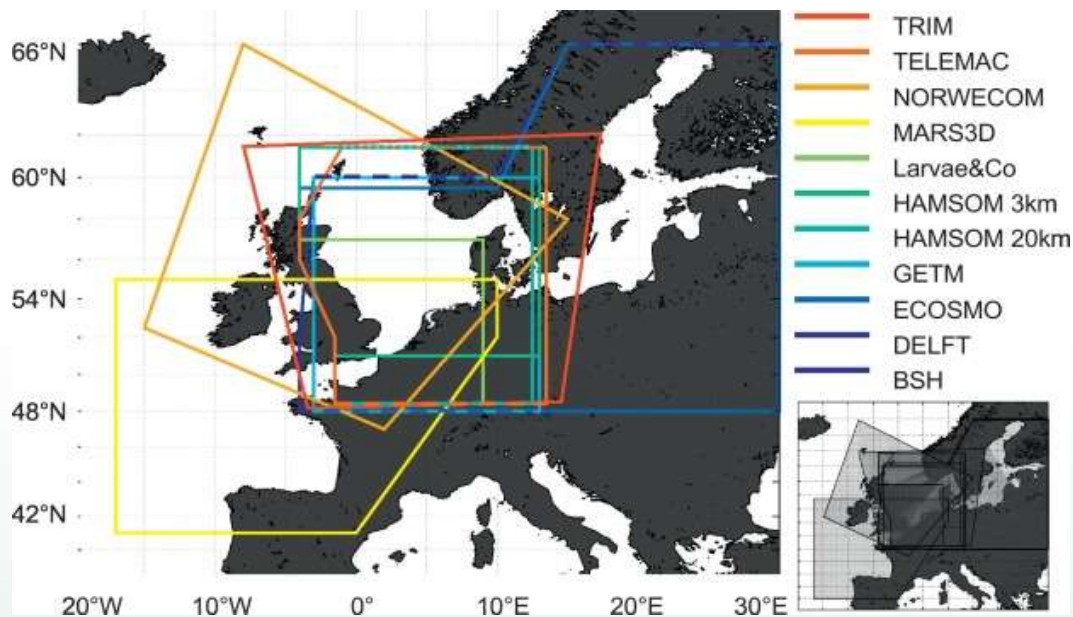 66°N
60°N
54°N
48°N
42°N
20°W
10°W
0°
10°E
20°E
30°E
TRIM
TELEMAC
NORWECOM
MARS3D
Larvae&Co
HAMSOM 3km
HAMSOM 20km
GETM
ECOSMO
DELFT
BSH